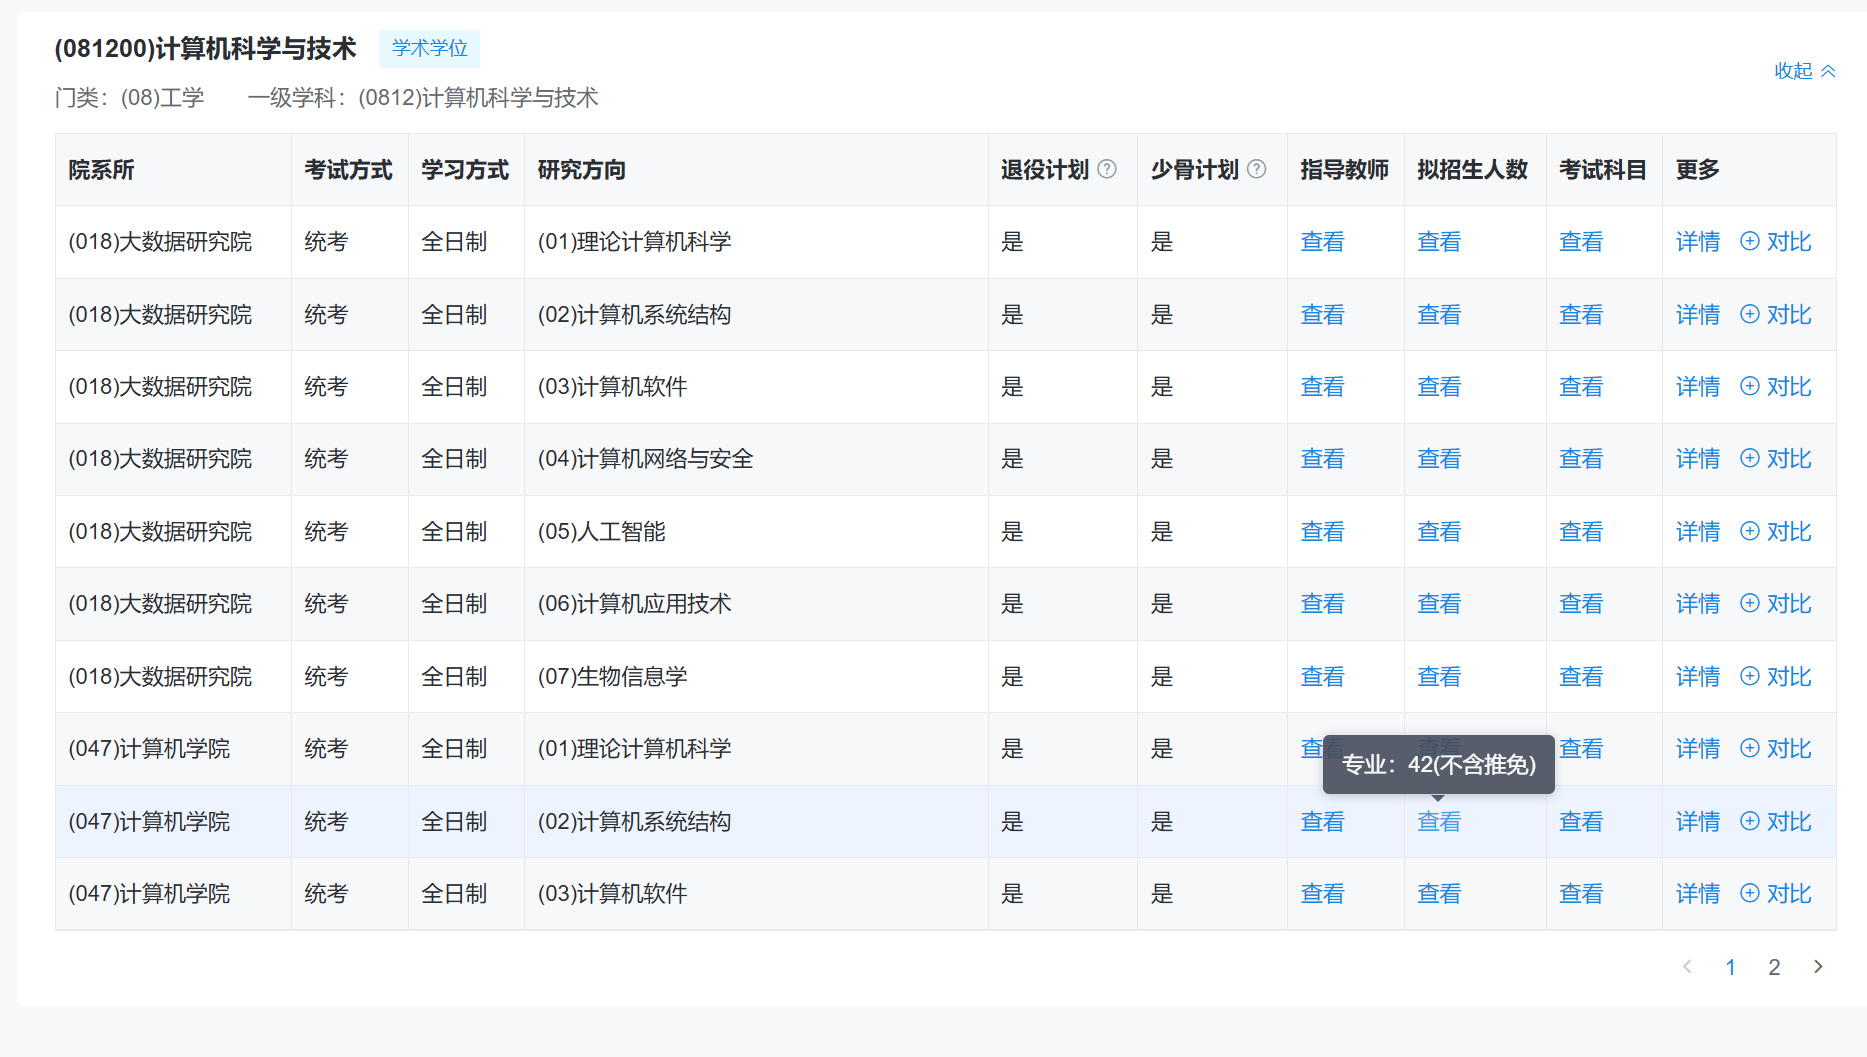 (081200)计算机科学与技术 学术学位
收起
门类：(08)工学 一级学科：(0812)计算机科学与技术
院系所 考试方式 学习方式 研究方向 退役计划 少骨计划 指导教师 拟招生人数 考试科目 更多
(018)大数据研究院 统考 全日制 (01)理论计算机科学 是 是 查看 查看 查看 详情 对比
(018)大数据研究院 统考 全日制 (02)计算机系统结构 是 是 查看 查看 查看 详情 对比
(018)大数据研究院 统考 全日制 (03)计算机软件 是 是 查看 查看 查看 详情 对比
(018)大数据研究院 统考 全日制 (04)计算机网络与安全 是 是 查看 查看 查看 详情 对比
(018)大数据研究院 统考 全日制 (05)人工智能 是 是 查看 查看 查看 详情 对比
(018)大数据研究院 统考 全日制 (06)计算机应用技术 是 是 查看 查看 查看 详情 对比
(018)大数据研究院 统考 全日制 (07)生物信息学 是 是 查看 查看 查看 详情 对比
(047)计算机学院 统考 全日制 (01)理论计算机科学 是 是 查看 查看 查看 详情 对比
专业：42(不含推免)
(047)计算机学院 统考 全日制 (02)计算机系统结构 是 是 查看 查看 查看 详情 对比
(047)计算机学院 统考 全日制 (03)计算机软件 是 是 查看 查看 查看 详情 对比
1 2